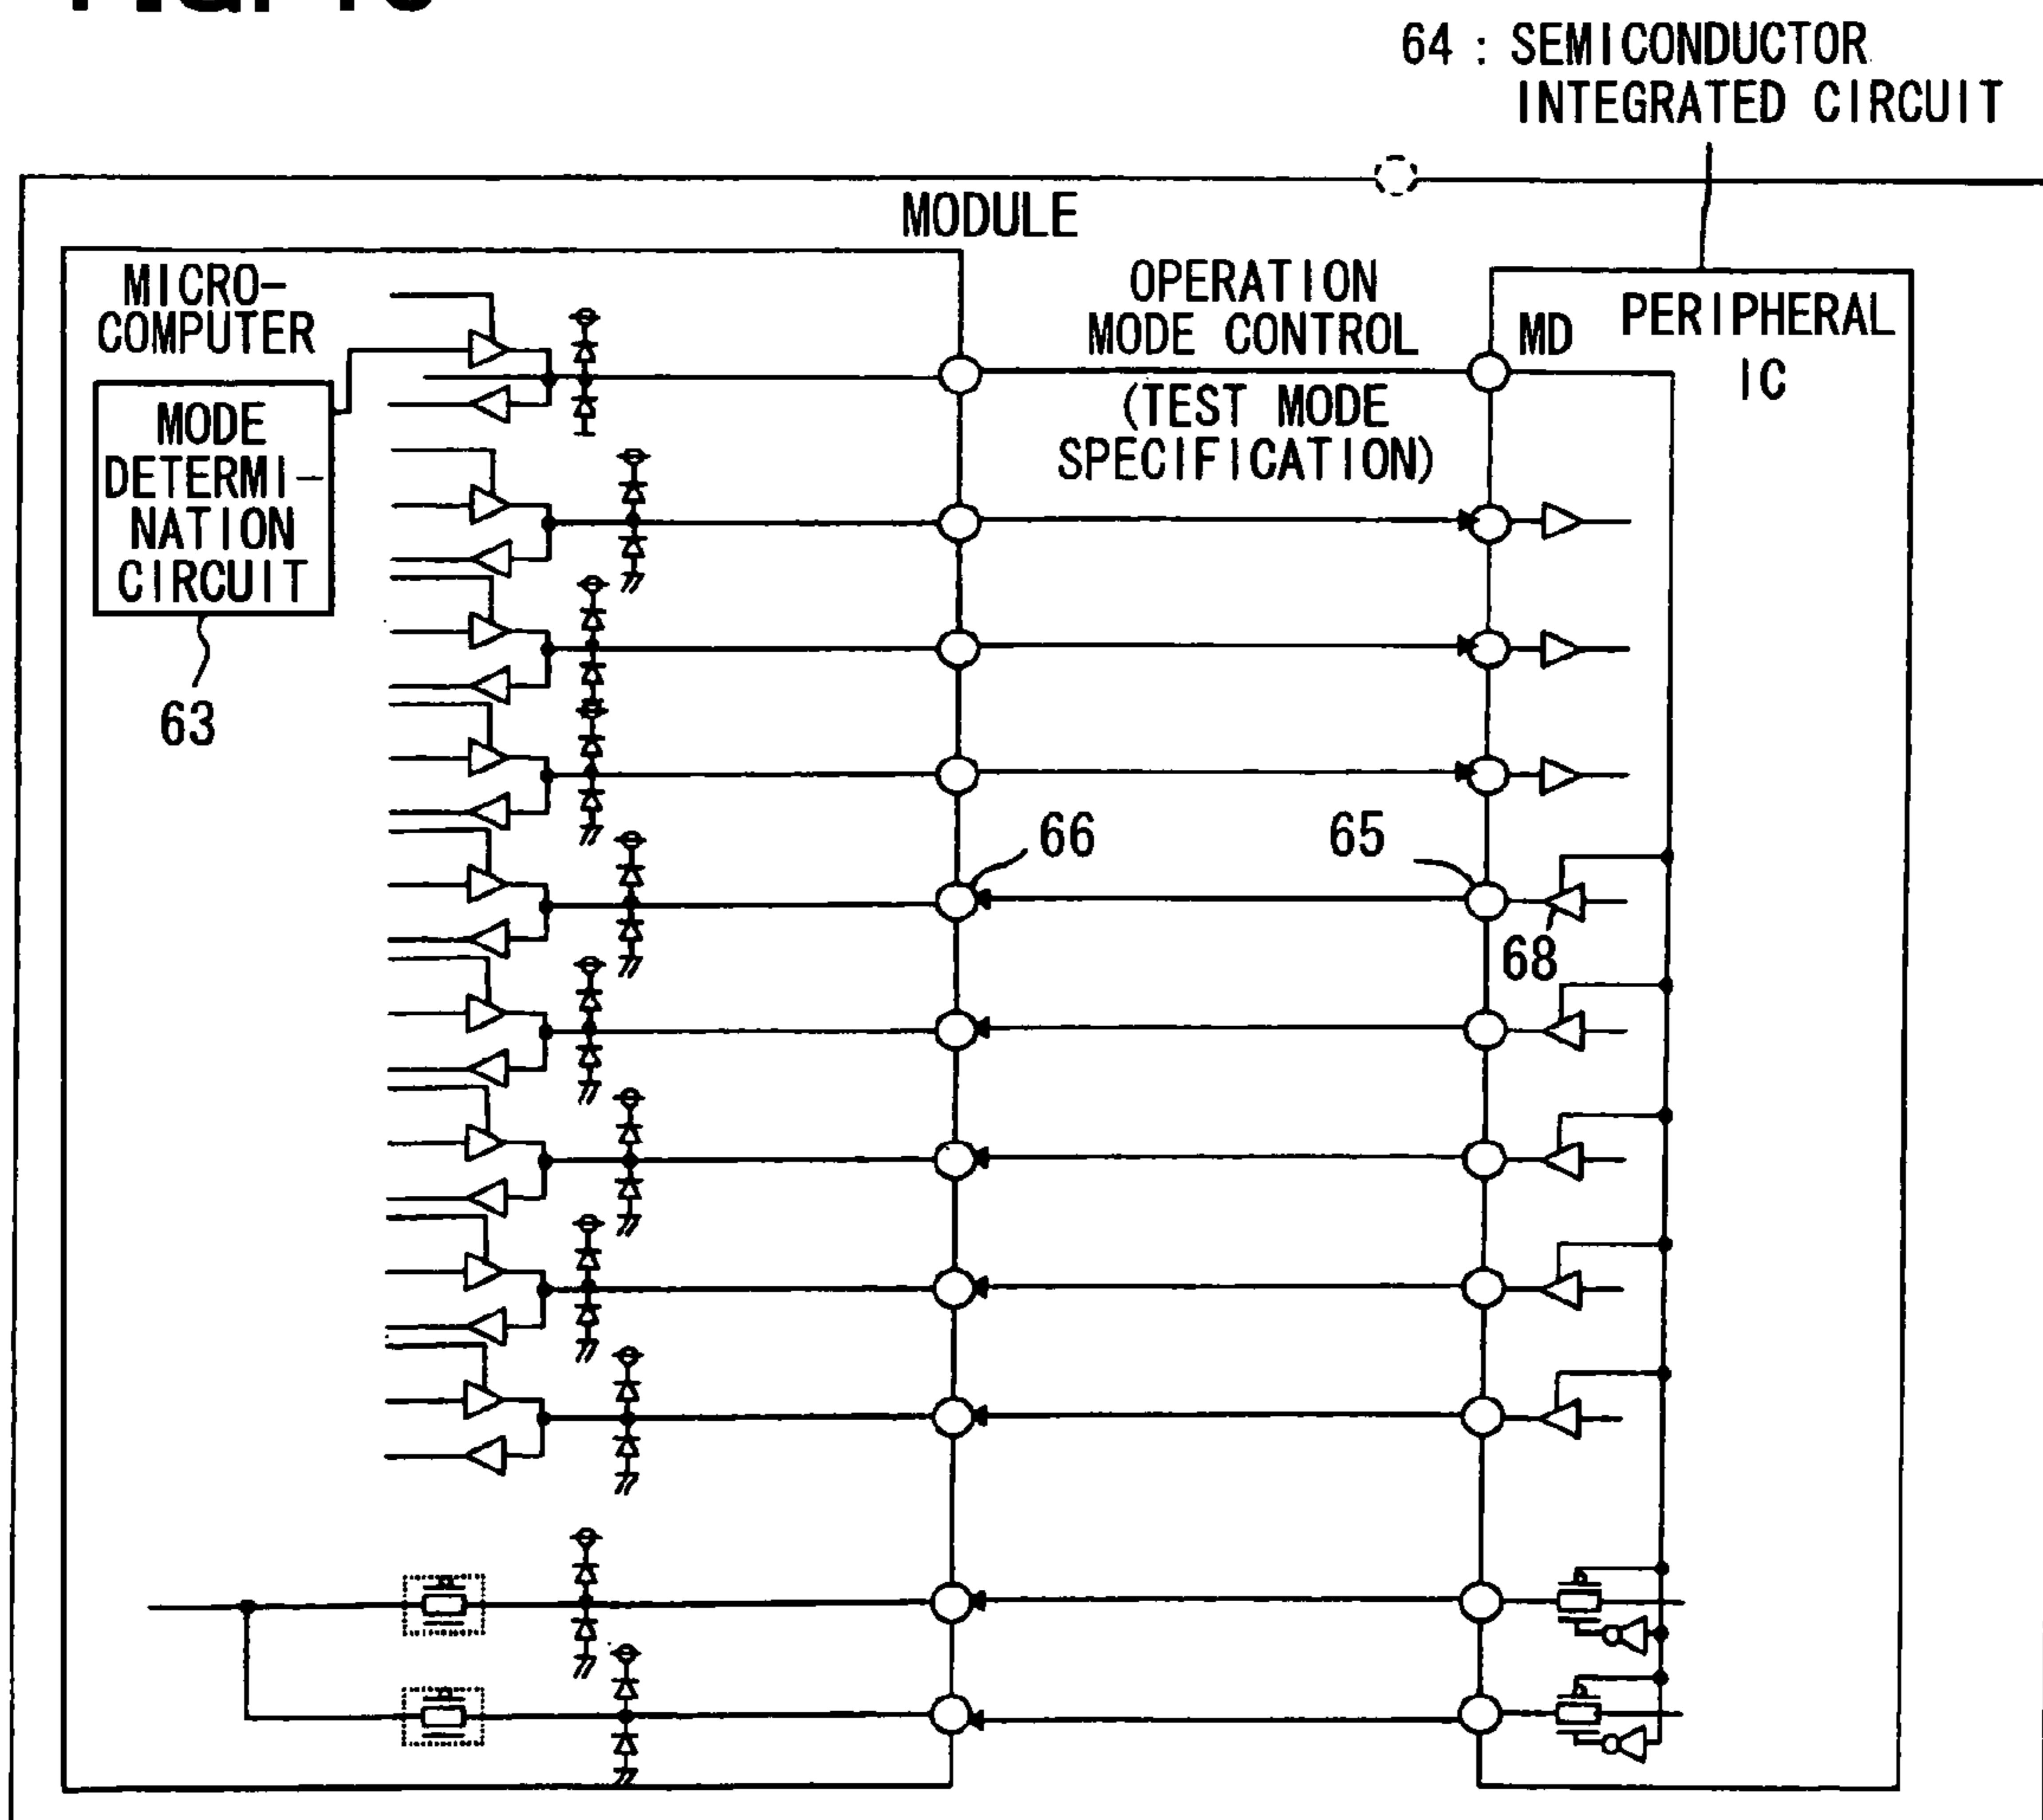 64 : SEMICONDUCTOR
INTEGRATED CIRCUIT
MODULE
MICRO-
COMPUTER
OPERATION
MODE CONTROL
(TEST MODE
SPECIFICATION)
MD
PERIPHERAL
IC
MODE
DETERMI-
NATION
CIRCUIT
63
66
65
68